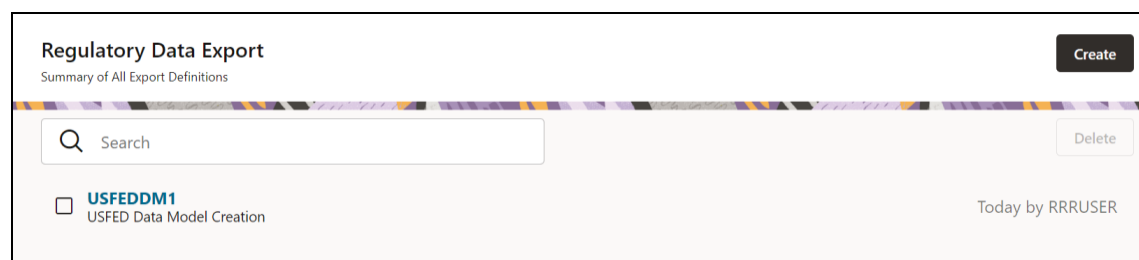 Regulatory Data Export
Create
Summary of All Export Definitions
Search
Delete
USFEDDM1
USFED Data Model Creation
Today by RRRUSER